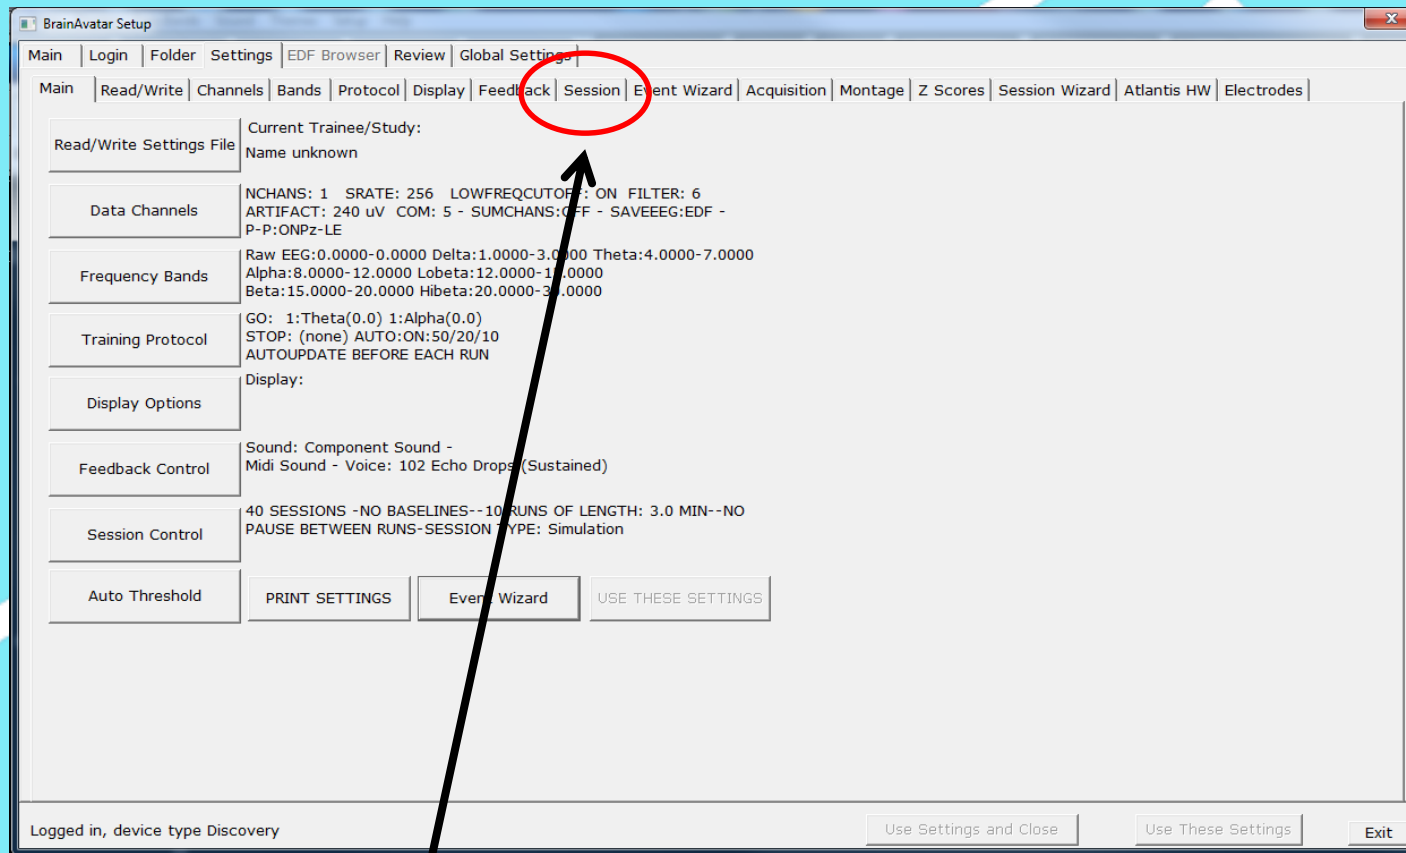 BrainAvatar Setup
X
Main Login Folder Settings EDF Browser Review Global Settings
Main Read/Write Channels Bands Protocol Display Feedback Session Event Wizard Acquisition Montage Z Scores Session Wizard Atlantis HW Electrodes
Read/Write Settings File
Current Trainee/Study:
Name unknown
Data Channels
NCHANS: 1 SRATE: 256 LOWFREQCUTOFF: ON FILTER: 6
ARTIFACT: 240 uV COM: 5 - SUMCHANS:OFF - SAVEEEG:EDF -
P-P:ONPz-LE
Frequency Bands
Raw EEG:0.0000-0.0000 Delta:1.0000-3.0000 Theta:4.0000-7.0000
Alpha:8.0000-12.0000 Lobeta:12.0000-
Beta:15.0000-20.0000 Hibeta:20.0000-
Training Protocol
GO: 1:Theta(0.0) 1:Alpha(0.0)
STOP: (none) AUTO:ON:50/20/10
AUTOUPDATE BEFORE EACH RUN
Display Options
Display:
Feedback Control
Sound: Component Sound -
Midi Sound - Voice: 102 Echo Drops (Sustained)
Session Control
40 SESSIONS -NO BASELINES--10 RUNS OF LENGTH: 3.0 MIN--NO
PAUSE BETWEEN RUNS-SESSION TYPE: Simulation
Auto Threshold
PRINT SETTINGS
Event Wizard
USE THESE SETTINGS
Logged in, device type Discovery
Use Settings and Close
Use These Settings
Exit